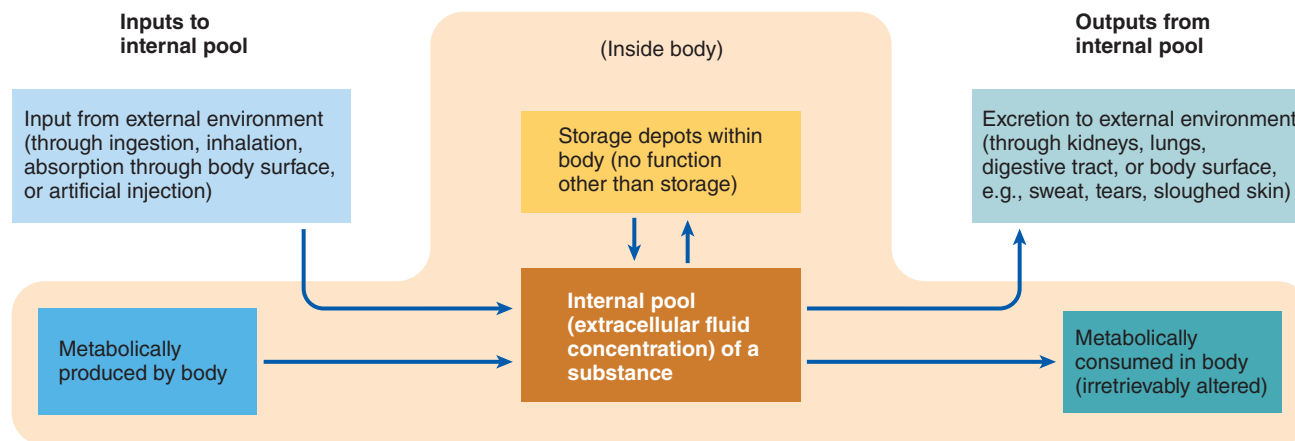 Inputs to
internal pool
(Inside body)
Outputs from
internal pool
Input from external environment
(through ingestion, inhalation,
absorption through body surface,
or artificial injection)
Storage depots within
body (no function
other than storage)
Excretion to external environment
(through kidneys, lungs,
digestive tract, or body surface,
e.g., sweat, tears, sloughed skin)
Metabolically
produced by body
Internal pool
(extracellular fluid
concentration) of a
substance
Metabolically
consumed in body
(irretrievably altered)